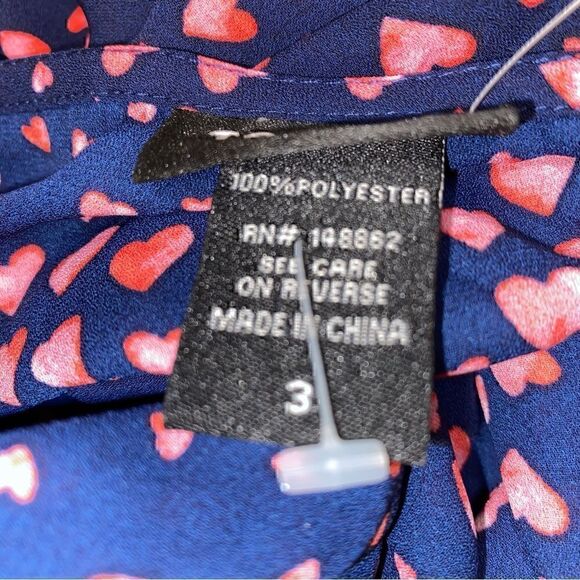 100%POLYESTER
RN# 148862
SEE CARE
ON REVERSE
MADE IN CHINA
3